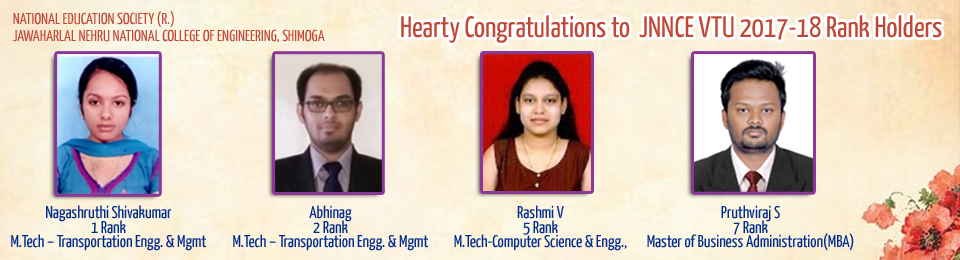 NATIONAL EDUCATION SOCIETY (R.)
JAWAHARLAL NEHRU NATIONAL COLLEGE OF ENGINEERING, SHIMOGA
Hearty Congratulations to JNNCE VTU 2017-18 Rank Holders
Nagashruthi Shivakumar
1 Rank
M.Tech – Transportation Engg. & Mgmt
Abhinag
2 Rank
M.Tech – Transportation Engg. & Mgmt
Rashmi V
5 Rank
M.Tech-Computer Science & Engg.,
Pruthviraj S
7 Rank
Master of Business Administration(MBA)